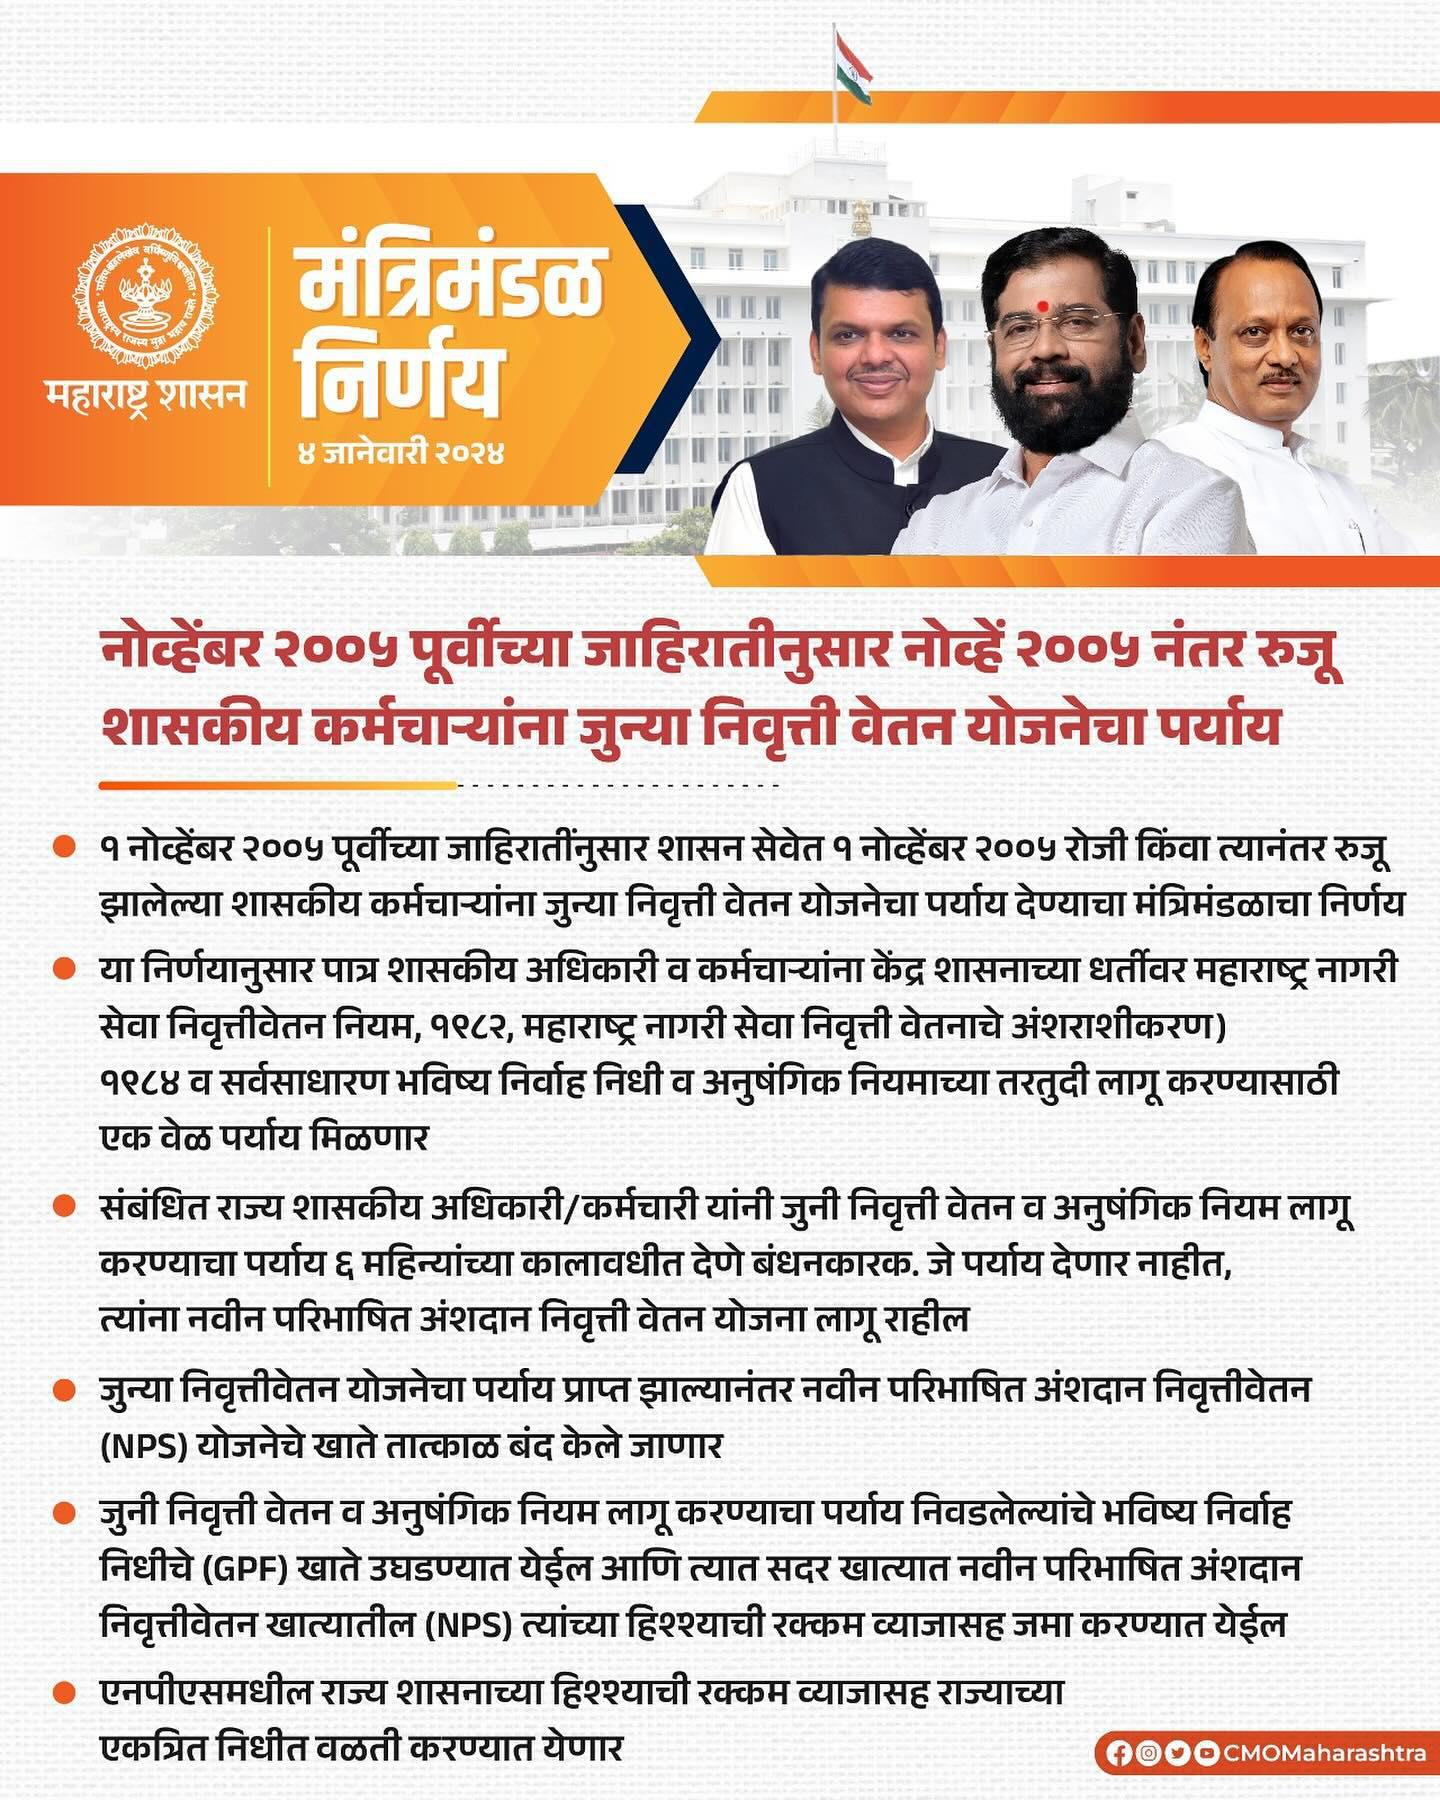 महाराष्ट्र शासन
मंत्रिमंडळ
निर्णय
४ जानेवारी २०२४
नोव्हेंबर २००५ पूर्वीच्या जाहिरातीनुसार नोव्हें २००५ नंतर रुजू
शासकीय कर्मचाऱ्यांना जुन्या निवृत्ती वेतन योजनेचा पर्याय
१ नोव्हेंबर २००५ पूर्वीच्या जाहिरातींनुसार शासन सेवेत १ नोव्हेंबर २००५ रोजी किंवा त्यानंतर रुजू
झालेल्या शासकीय कर्मचाऱ्यांना जुन्या निवृत्ती वेतन योजनेचा पर्याय देण्याचा मंत्रिमंडळाचा निर्णय
या निर्णयानुसार पात्र शासकीय अधिकारी व कर्मचाऱ्यांना केंद्र शासनाच्या धर्तीवर महाराष्ट्र नागरी
सेवा निवृत्तीवेतन नियम, १९८२, महाराष्ट्र नागरी सेवा निवृत्ती वेतनाचे अंशराशीकरण)
१९८४ व सर्वसाधारण भविष्य निर्वाह निधी व अनुषंगिक नियमाच्या तरतुदी लागू करण्यासाठी
एक वेळ पर्याय मिळणार
संबंधित राज्य शासकीय अधिकारी/कर्मचारी यांनी जुनी निवृत्ती वेतन व अनुषंगिक नियम लागू
करण्याचा पर्याय ६ महिन्यांच्या कालावधीत देणे बंधनकारक. जे पर्याय देणार नाहीत,
त्यांना नवीन परिभाषित अंशदान निवृत्ती वेतन योजना लागू राहील
जुन्या निवृत्तीवेतन योजनेचा पर्याय प्राप्त झाल्यानंतर नवीन परिभाषित अंशदान निवृत्तीवेतन
(NPS) योजनेचे खाते तात्काळ बंद केले जाणार
जुनी निवृत्ती वेतन व अनुषंगिक नियम लागू करण्याचा पर्याय निवडलेल्यांचे भविष्य निर्वाह
निधीचे (GPF) खाते उघडण्यात येईल आणि त्यात सदर खात्यात नवीन परिभाषित अंशदान
निवृत्तीवेतन खात्यातील (NPS) त्यांच्या हिश्श्याची रक्कम व्याजासह जमा करण्यात येईल
एनपीएसमधील राज्य शासनाच्या हिश्श्याची रक्कम व्याजासह राज्याच्या
एकत्रित निधीत वळती करण्यात येणार
CMOMaharashtra